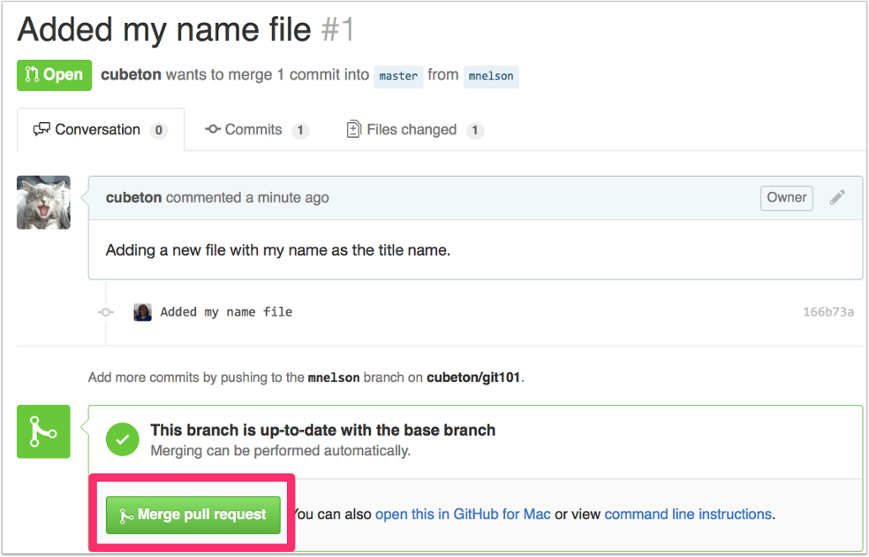 Added my name file #1
Open cubeton wants to merge 1 commit into master from mnelson
Conversation 0 Commits 1 Files changed 1
cubeton commented a minute ago Owner
Adding a new file with my name as the title name.
Added my name file 166b73a
Add more commits by pushing to the mnelson branch on cubeton/git101.
This branch is up-to-date with the base branch
Merging can be performed automatically.
Merge pull request You can also open this in GitHub for Mac or view command line instructions.